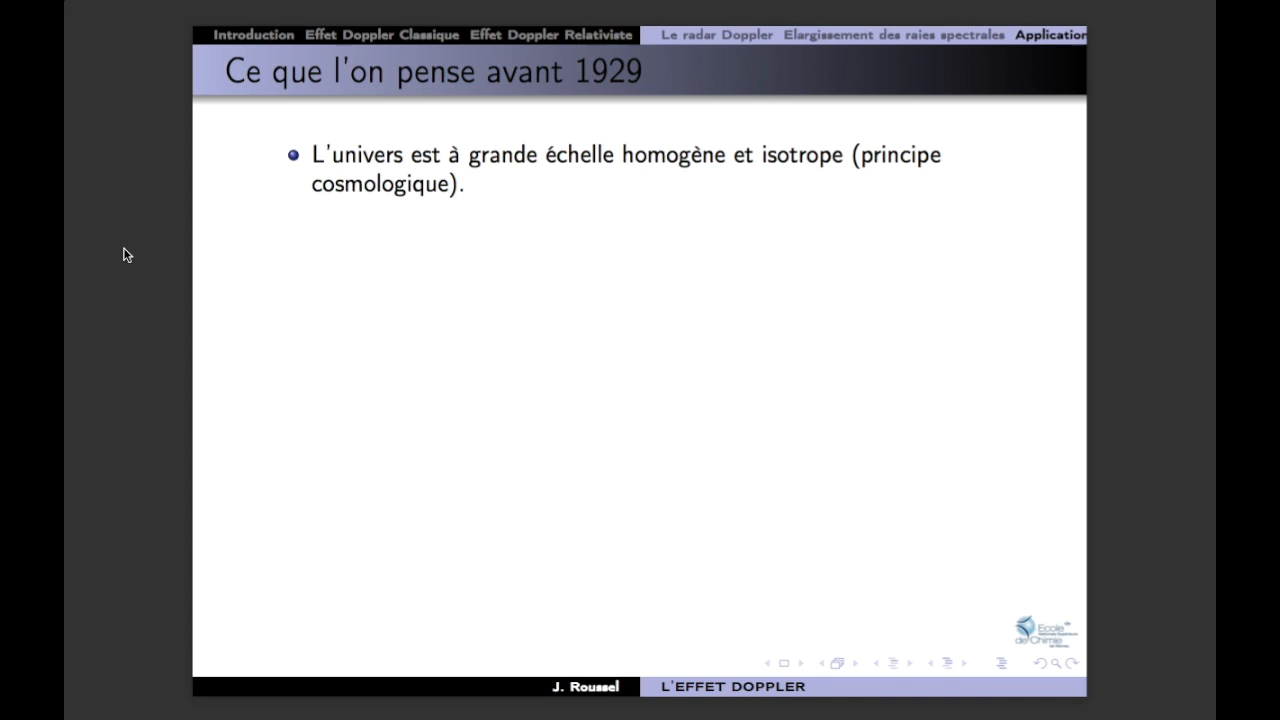 Introduction Effet Doppler Classique Effet Doppler Relativiste Le radar Doppler Elargissement des raies spectrales Application
Ce que l'on pense avant 1929
L'univers est à grande échelle homogène et isotrope (principe
cosmologique).
Ecole
de Chimie
J. Roussel L'EFFET DOPPLER